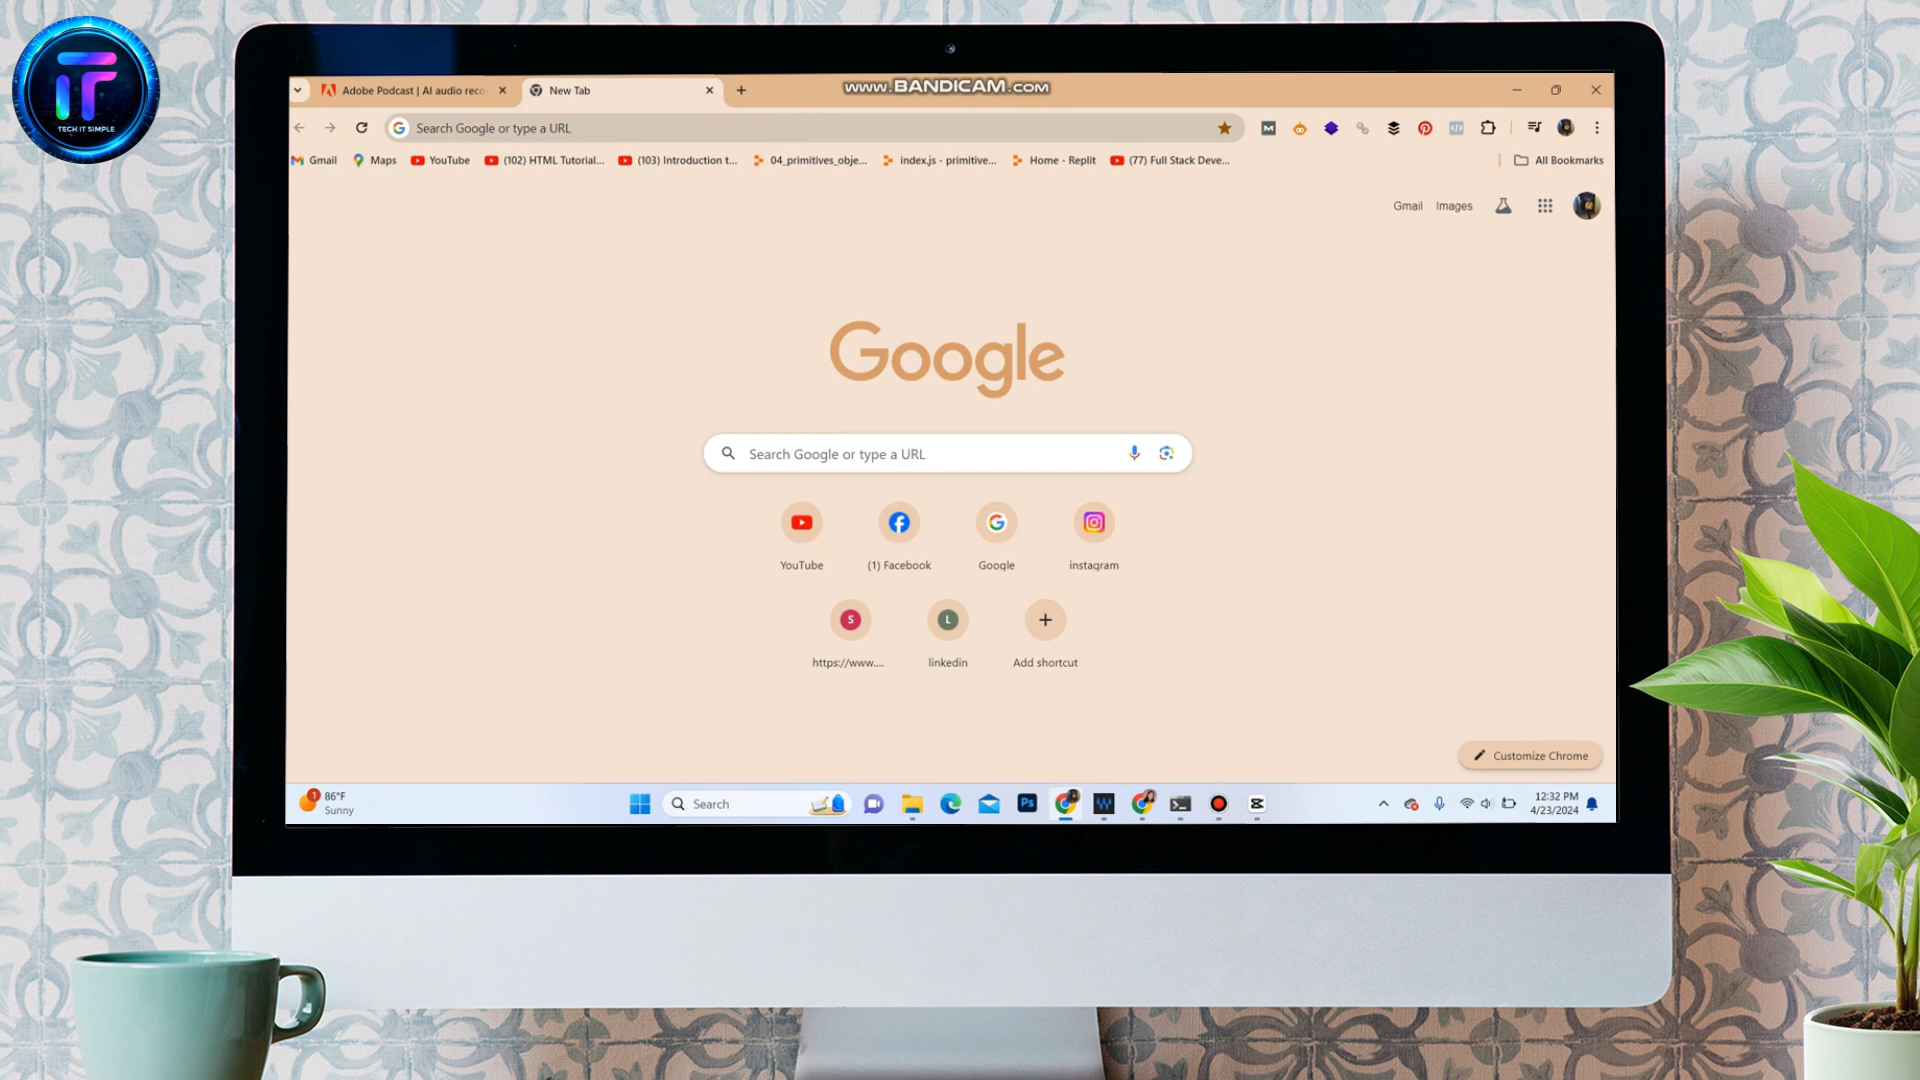 TECH IT SIMPLE
Adobe Podcast | AI audio reco
New Tab
www.BANDICAM.com
Search Google or type a URL
Gmail
Maps
YouTube
(102) HTML Tutorial...
(103) Introduction t...
04_primitives_obje...
index.js - primitive...
Home - Replit
(77) Full Stack Deve...
All Bookmarks
Gmail Images
Google
Search Google or type a URL
YouTube
(1) Facebook
Google
instagram
S
L
https://www....
linkedin
Add shortcut
Customize Chrome
1
86°F
Sunny
Search
Ps
12:32 PM
4/23/2024